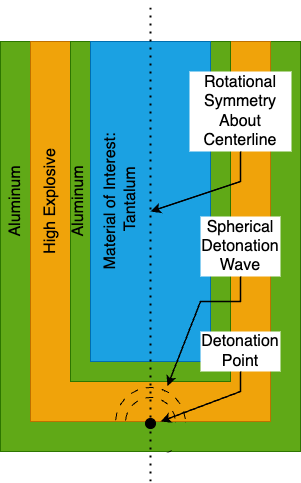 Aluminum
High Explosive
Aluminum
Material of Interest:
Tantalum
Rotational
Symmetry
About
Centerline
Spherical
Detonation
Wave
Detonation
Point